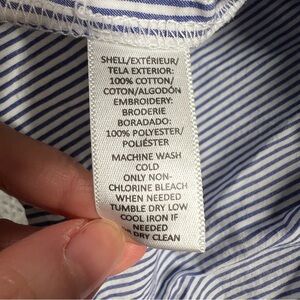 SHELL/EXTÉRIEUR/
TELA EXTERIOR:
100% COTTON/
COTON/ALGODÓN
EMBROIDERY:
BRODERIE
BORADADO:
100% POLYESTER/
POLIÉSTER
MACHINE WASH
COLD
ONLY NON-
CHLORINE BLEACH
WHEN NEEDED
TUMBLE DRY LOW
COOL IRON IF
NEEDED
DRY CLEAN